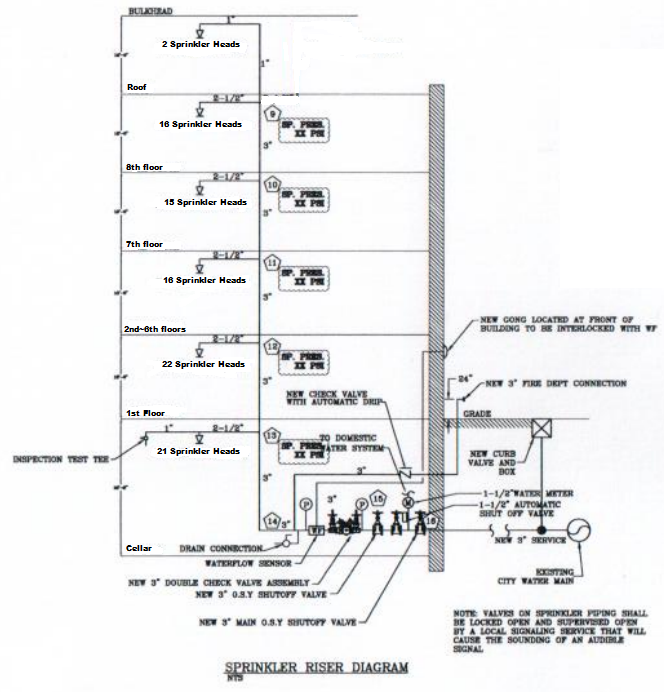 BULKHEAD
1"
2 Sprinkler Heads
1"
Roof
2-1/2"
16 Sprinkler Heads
9
SP. PRES.
XX PSI
3"
8th floor
2-1/2"
15 Sprinkler Heads
10
SP. PRES.
XX PSI
3"
7th floor
2-1/2"
16 Sprinkler Heads
11
SP. PRES.
XX PSI
3"
2nd~6th floors
2-1/2"
22 Sprinkler Heads
12
SP. PRES.
XX PSI
3"
NEW GONG LOCATED AT FRONT OF
BUILDING TO BE INTERLOCKED WITH WF
24"
NEW 3" FIRE DEPT CONNECTION
NEW CHECK VALVE
WITH AUTOMATIC DRIP
GRADE
1st Floor
1"
2-1/2"
21 Sprinkler Heads
INSPECTION TEST TEE
13
SP. PRES.
XX PSI
3"
TO DOMESTIC
WATER SYSTEM
3"
NEW CURB
VALVE AND
BOX
14
3"
P
3"
P
15
M
1-1/2" WATER METER
1-1/2" AUTOMATIC
SHUT OFF VALVE
16
WF
NEW 3" SERVICE
Cellar
DRAIN CONNECTION
WATERFLOW SENSOR
NEW 3" DOUBLE CHECK VALVE ASSEMBLY
NEW 3" O.S.Y SHUTOFF VALVE
NEW 3" MAIN O.S.Y SHUTOFF VALVE
EXISTING
CITY WATER MAIN
NOTE: VALVES ON SPRINKLER PIPING SHALL
BE LOCKED OPEN AND SUPERVISED OPEN
BY A LOCAL SIGNALING SERVICE THAT WILL
CAUSE THE SOUNDING OF AN AUDIBLE
SIGNAL
SPRINKLER RISER DIAGRAM
NTS